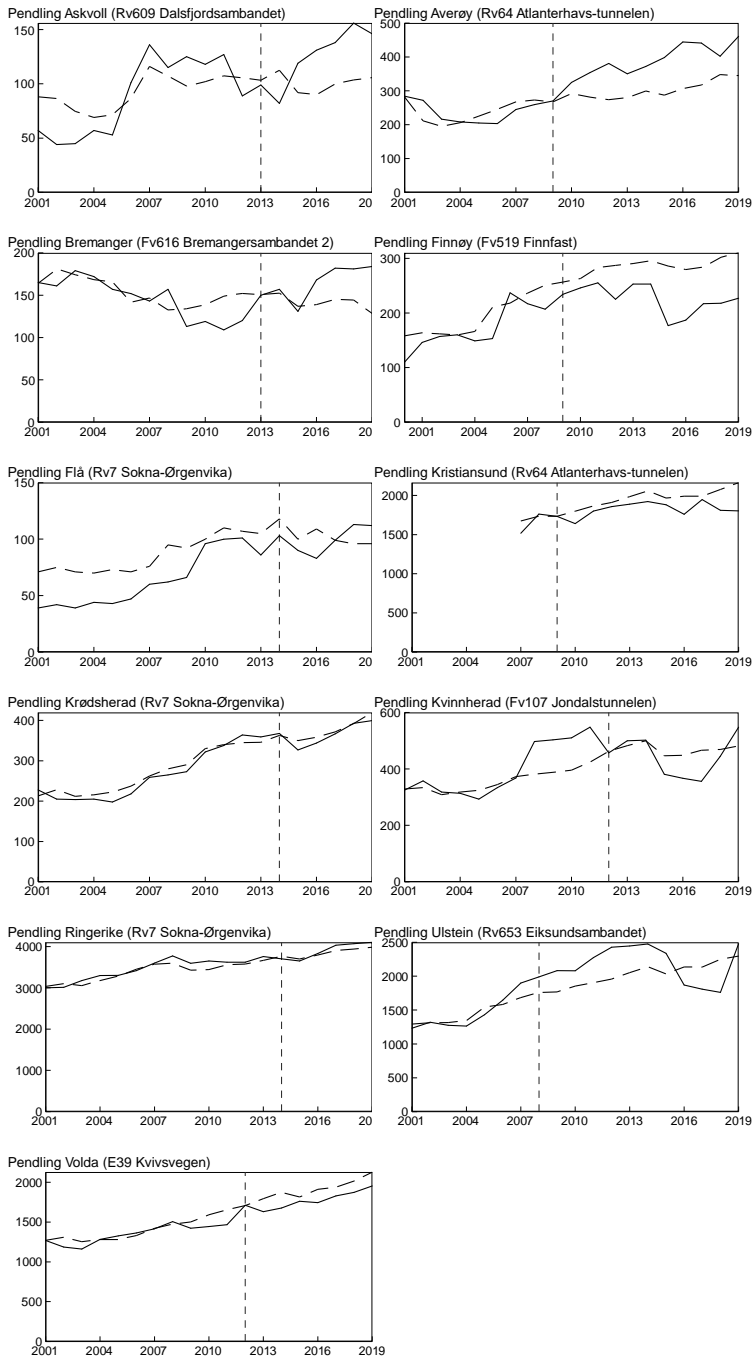 Pendling Askvoll (Rv609 Dalsfjordsambandet)
150
100
50
0
2001 2004 2007 2010 2013 2016 20
Pendling Averøy (Rv64 Atlanterhavs-tunnelen)
500
400
300
200
100
0
2001 2004 2007 2010 2013 2016 2019
Pendling Bremanger (Fv616 Bremangersambandet 2)
200
150
100
50
0
2001 2004 2007 2010 2013 2016 20
Pendling Finnøy (Fv519 Finnfast)
300
200
100
0
2001 2004 2007 2010 2013 2016 2019
Pendling Flå (Rv7 Sokna-Ørgenvika)
150
100
50
0
2001 2004 2007 2010 2013 2016 20
Pendling Kristiansund (Rv64 Atlanterhavs-tunnelen)
2000
1500
1000
500
0
2001 2004 2007 2010 2013 2016 2019
Pendling Krødsherad (Rv7 Sokna-Ørgenvika)
400
300
200
100
0
2001 2004 2007 2010 2013 2016 20
Pendling Kvinnherad (Fv107 Jondalstunnelen)
600
400
200
0
2001 2004 2007 2010 2013 2016 2019
Pendling Ringerike (Rv7 Sokna-Ørgenvika)
4000
3000
2000
1000
0
2001 2004 2007 2010 2013 2016 20
Pendling Ulstein (Rv653 Eiksundsambandet)
2500
2000
1500
1000
500
0
2001 2004 2007 2010 2013 2016 2019
Pendling Volda (E39 Kvivsvegen)
2000
1500
1000
500
0
2001 2004 2007 2010 2013 2016 2019